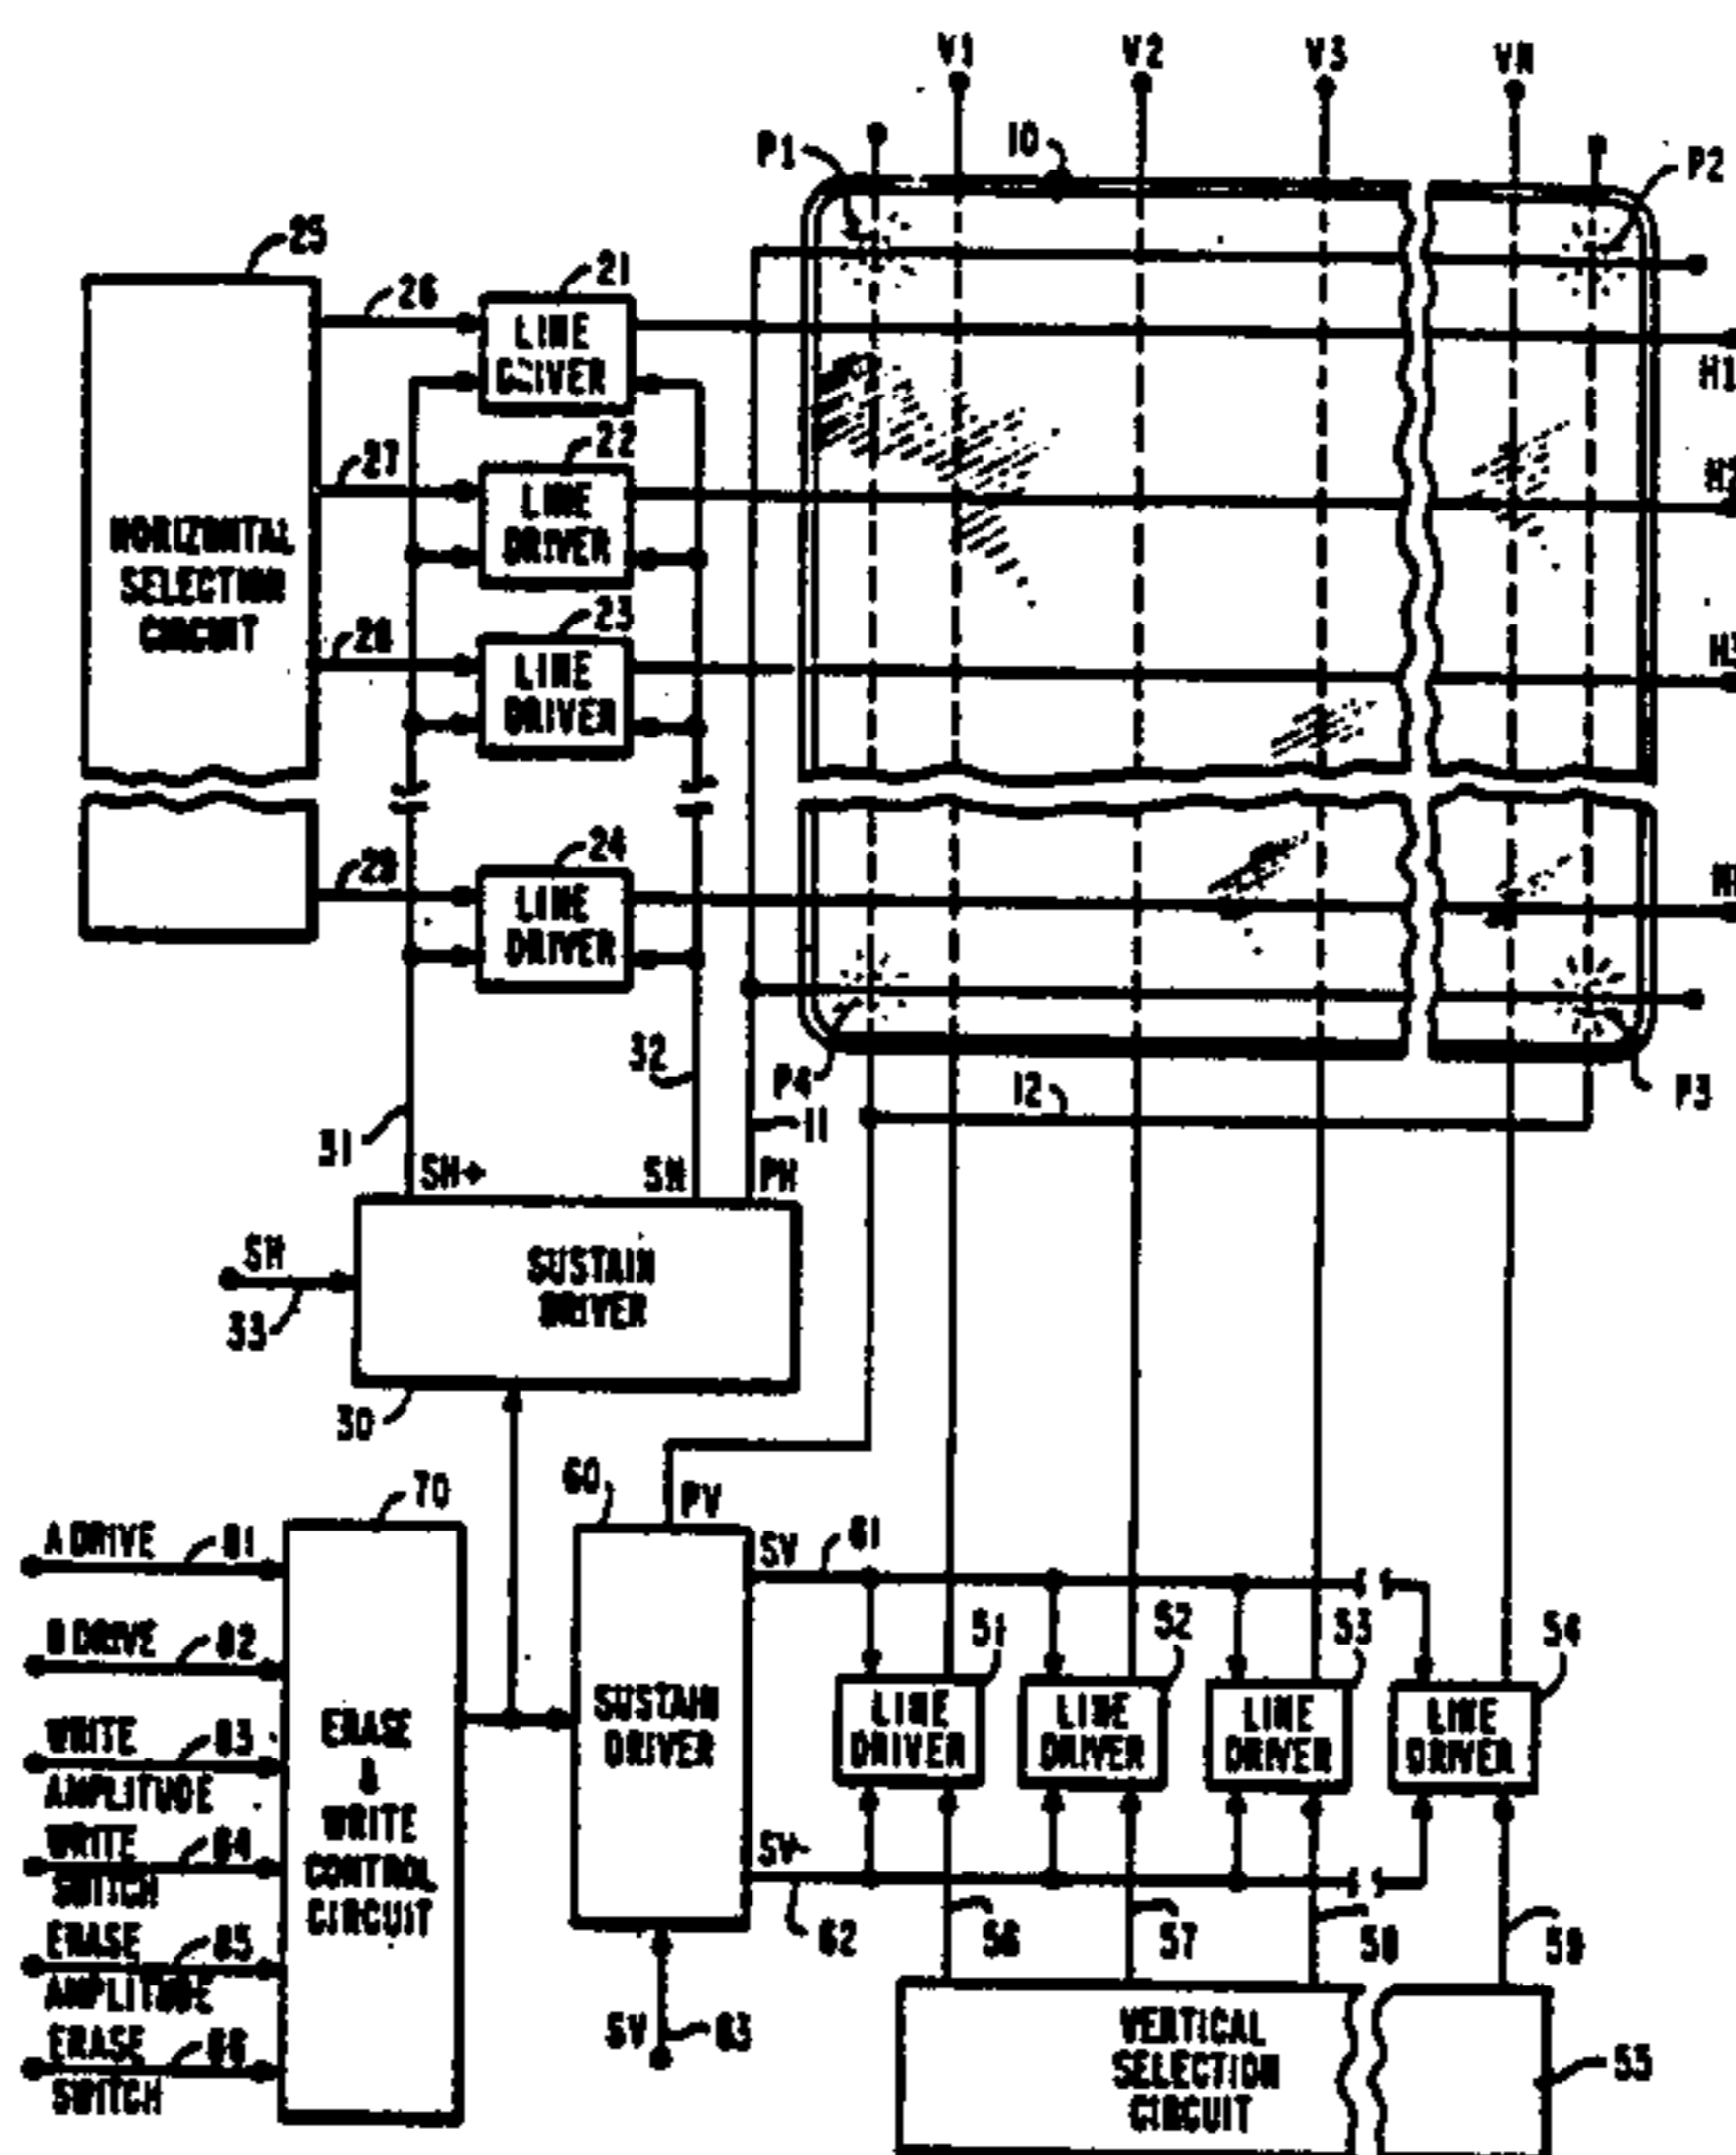 V1
V2
V3
VN
P1
10
P2
25
26
21
LINE
DRIVER
H1
27
22
LINE
DRIVER
HORIZONTAL
SELECTION
CIRCUIT
28
23
LINE
DRIVER
29
24
LINE
DRIVER
32
P4
12
P3
31
11
SH+
SH
PH
SH
33
SUSTAIN
DRIVER
30
70
60
PV
A DRIVE
81
SV
61
B DRIVE
82
51
52
53
54
WRITE
83
AMPLITUDE
ERASE
&
WRITE
CONTROL
CIRCUIT
SUSTAIN
DRIVER
LINE
DRIVER
LINE
DRIVER
LINE
DRIVER
LINE
DRIVER
WRITE
84
SWITCH
SV-
62
56
57
58
59
ERASE
85
AMPLITUDE
SV
63
VERTICAL
SELECTION
CIRCUIT
55
ERASE
86
SWITCH